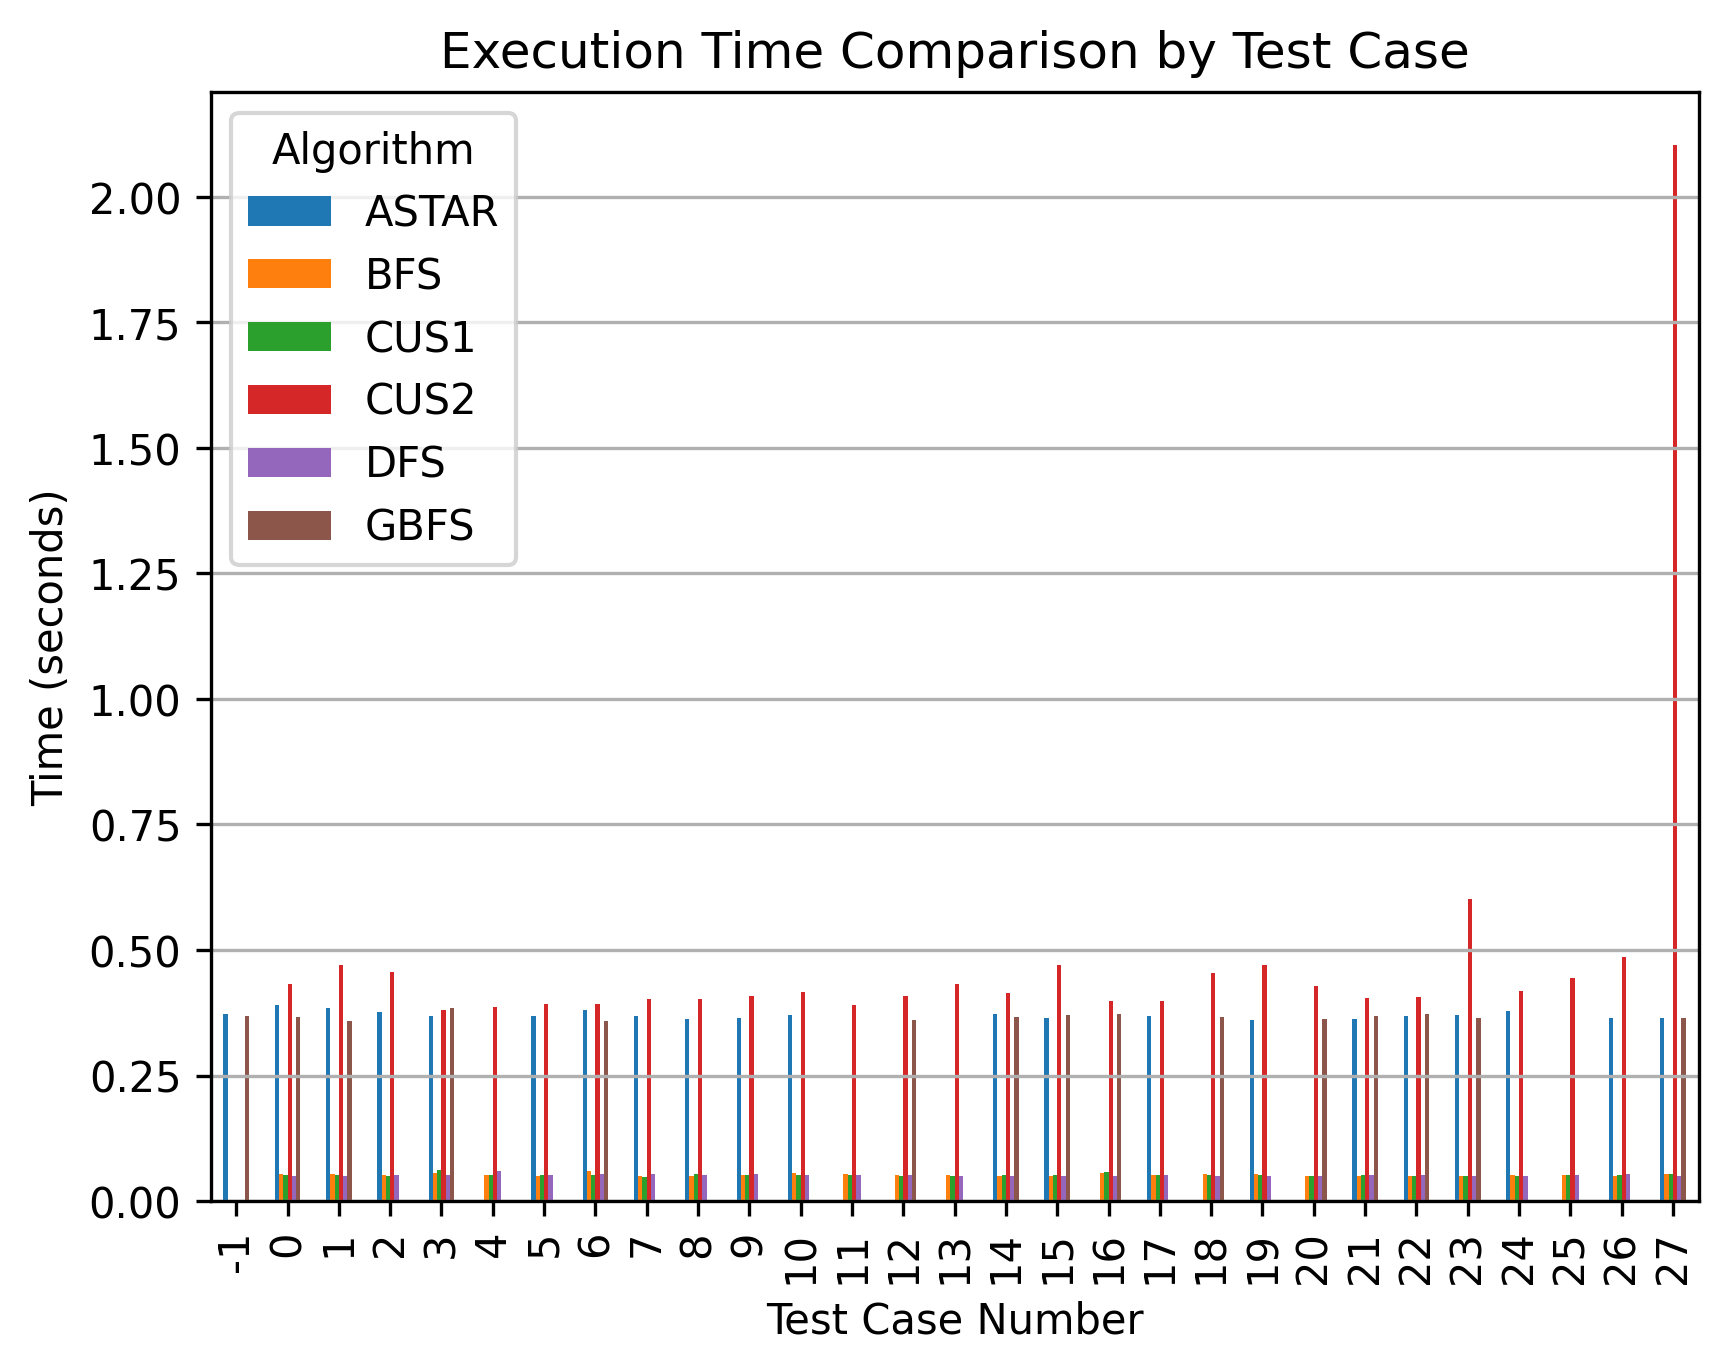 Execution Time Comparison by Test Case
Algorithm
ASTAR
BFS
CUS1
CUS2
DFS
GBFS
2.00
1.75
1.50
1.25
1.00
0.75
0.50
0.25
0.00
Time (seconds)
-1 0 1 2 3 4 5 6 7 8 9 10 11 12 13 14 15 16 17 18 19 20 21 22 23 24 25 26 27
Test Case Number